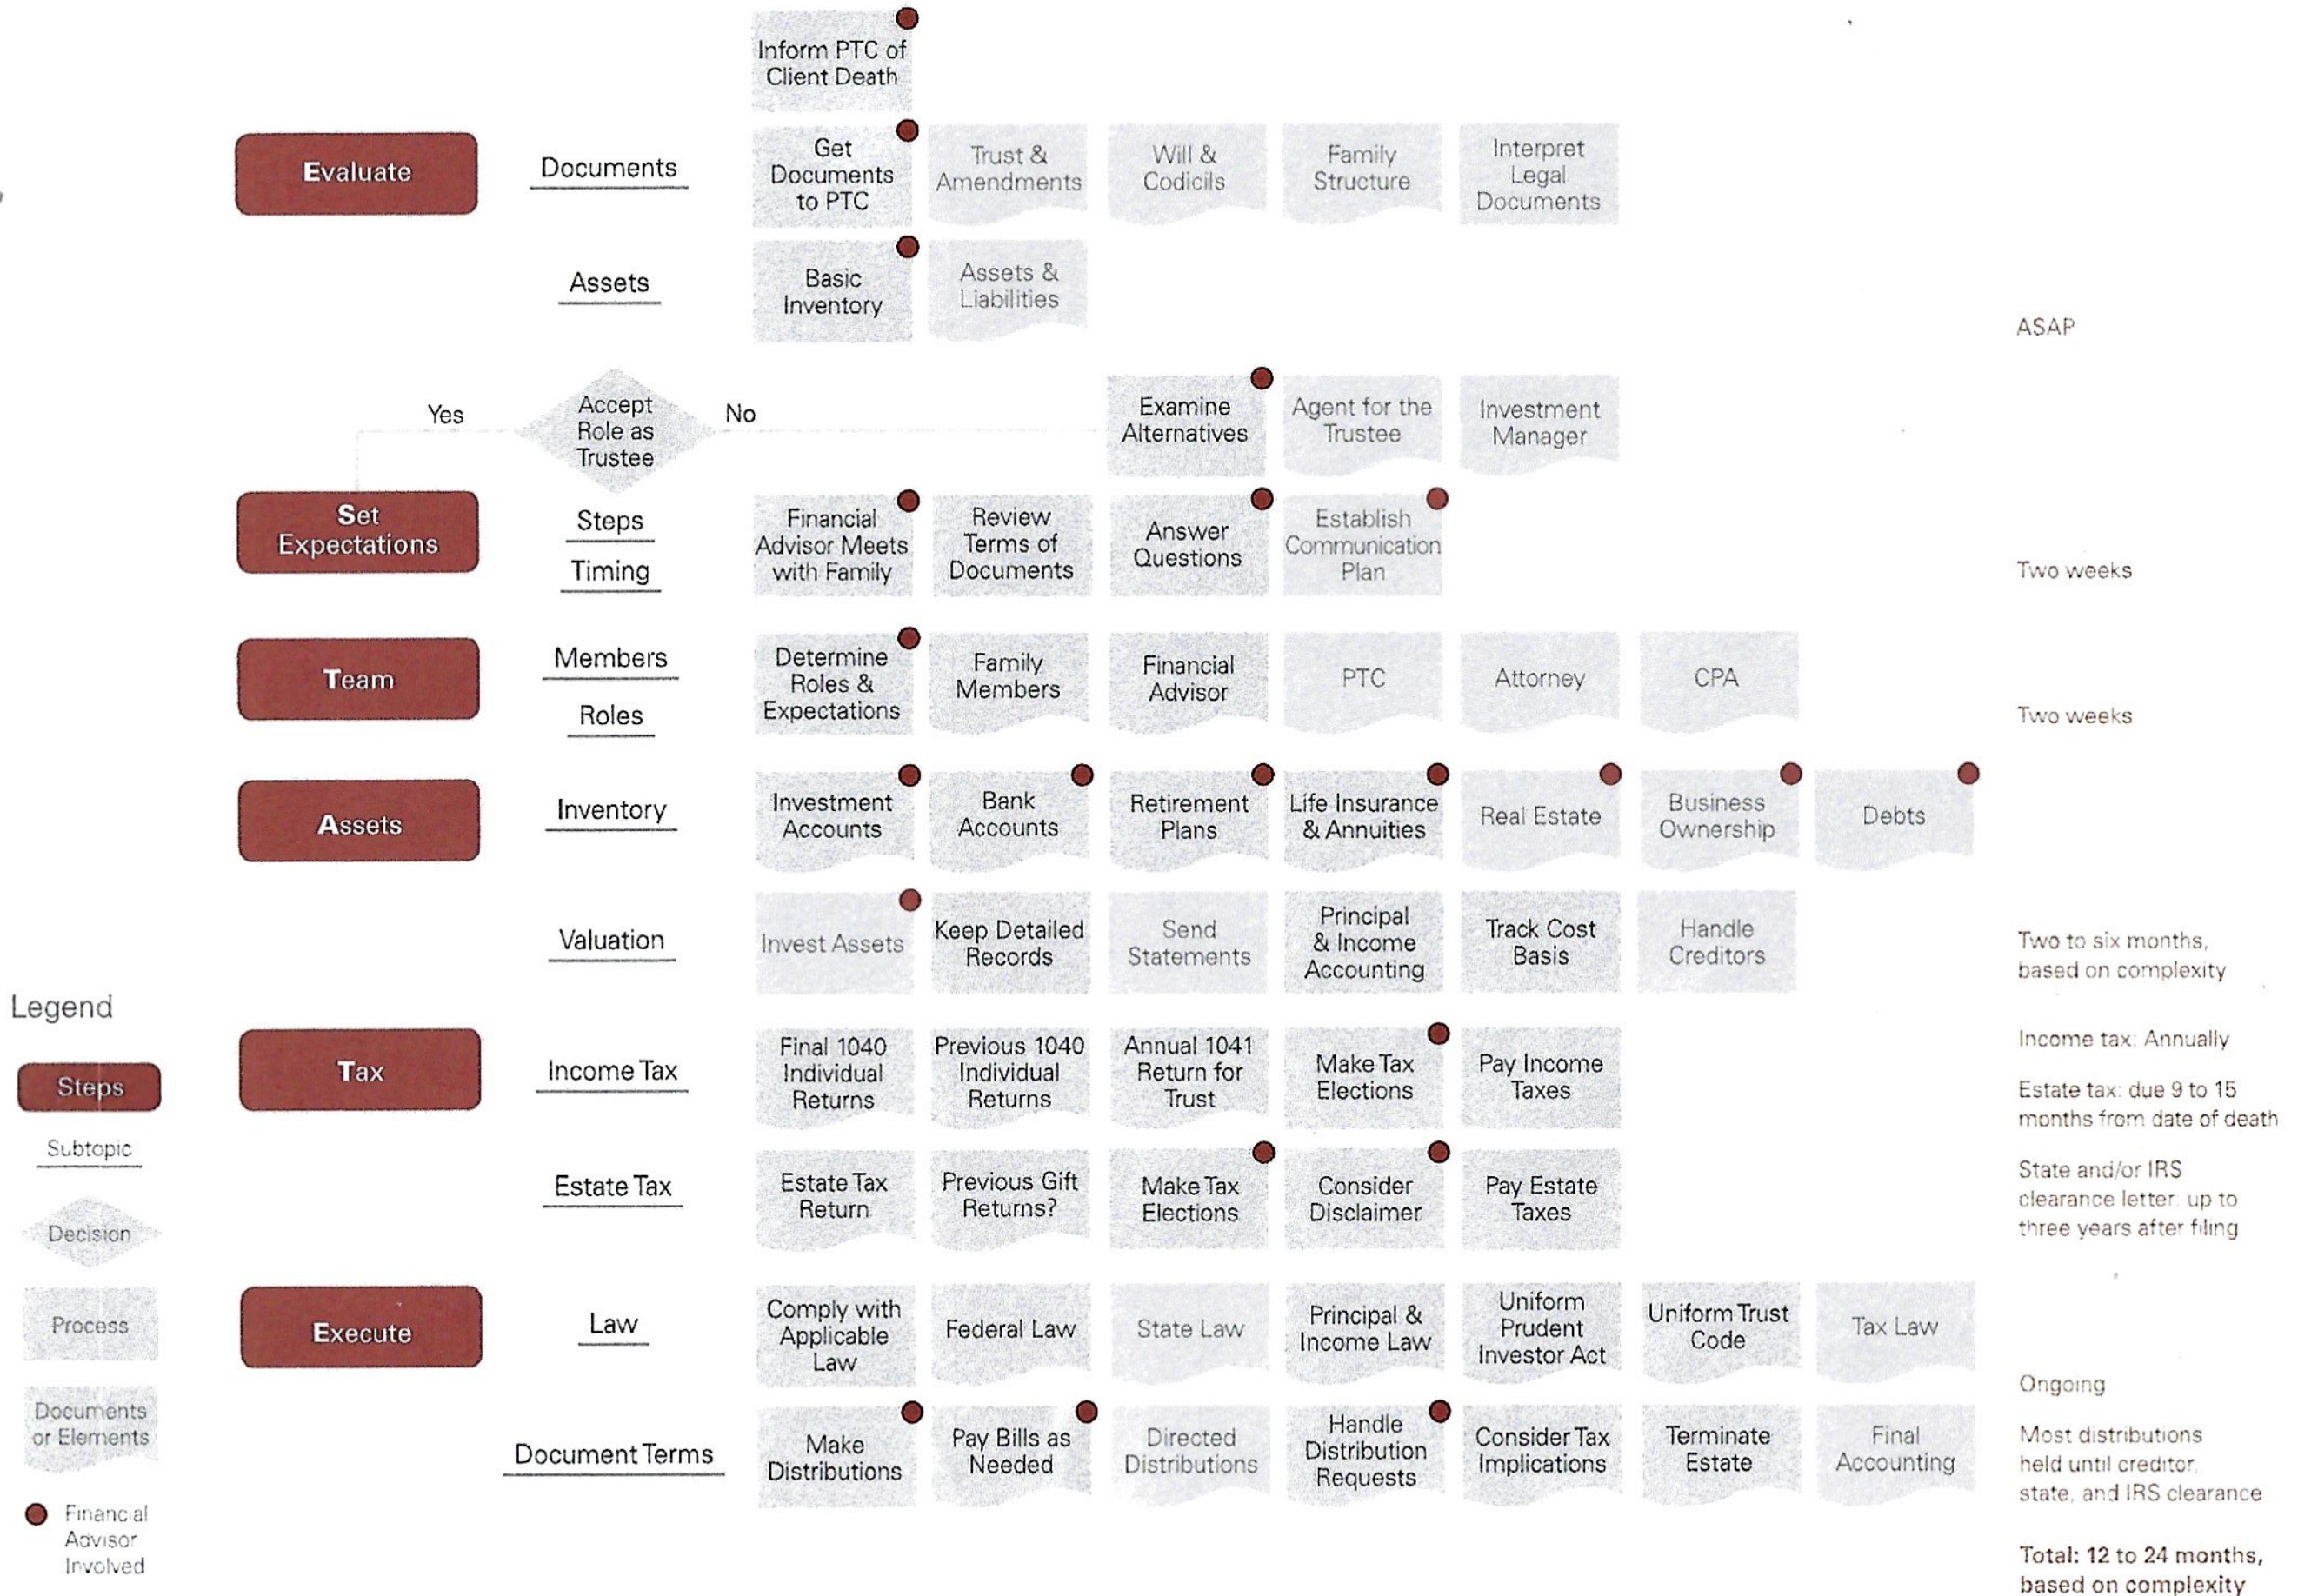 Inform PTC of
Client Death
Evaluate
Documents
Get
Documents
to PTC
Trust &
Amendments
Will &
Codicils
Family
Structure
Interpret
Legal
Documents
Assets
Basic
Inventory
Assets &
Liabilities
ASAP
Yes
Accept
Role as
Trustee
No
Examine
Alternatives
Agent for the
Trustee
Investment
Manager
Set
Expectations
Steps
Timing
Financial
Advisor Meets
with Family
Review
Terms of
Documents
Answer
Questions
Establish
Communication
Plan
Two weeks
Team
Members
Roles
Determine
Roles &
Expectations
Family
Members
Financial
Advisor
PTC
Attorney
CPA
Two weeks
Assets
Inventory
Investment
Accounts
Bank
Accounts
Retirement
Plans
Life Insurance
& Annuities
Real Estate
Business
Ownership
Debts
Valuation
Invest Assets
Keep Detailed
Records
Send
Statements
Principal
& Income
Accounting
Track Cost
Basis
Handle
Creditors
Two to six months,
based on complexity
Legend
Steps
Subtopic
Decision
Process
Documents
or Elements
Financial
Advisor
Involved
Tax
Income Tax
Final 1040
Individual
Returns
Previous 1040
Individual
Returns
Annual 1041
Return for
Trust
Make Tax
Elections
Pay Income
Taxes
Income tax: Annually
Estate tax: due 9 to 15
months from date of death
Estate Tax
Estate Tax
Return
Previous Gift
Returns?
Make Tax
Elections
Consider
Disclaimer
Pay Estate
Taxes
State and/or IRS
clearance letter: up to
three years after filing
Execute
Law
Comply with
Applicable
Law
Federal Law
State Law
Principal &
Income Law
Uniform
Prudent
Investor Act
Uniform Trust
Code
Tax Law
Ongoing
Document Terms
Make
Distributions
Pay Bills as
Needed
Directed
Distributions
Handle
Distribution
Requests
Consider Tax
Implications
Terminate
Estate
Final
Accounting
Most distributions
held until creditor,
state, and IRS clearance
Total: 12 to 24 months,
based on complexity